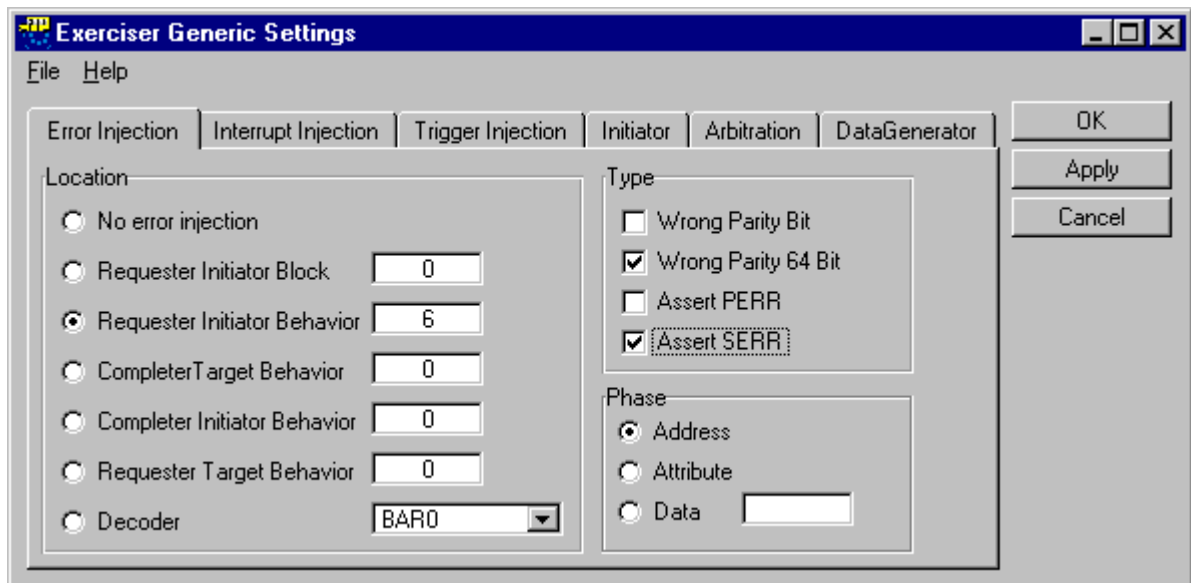 Exerciser Generic Settings
File Help
Error Injection Interrupt Injection Trigger Injection Initiator Arbitration DataGenerator
OK
Apply
Cancel
Location
No error injection
Requester Initiator Block 0
Requester Initiator Behavior 6
CompleterTarget Behavior 0
Completer Initiator Behavior 0
Requester Target Behavior 0
Decoder BAR0
Type
Wrong Parity Bit
Wrong Parity 64 Bit
Assert PERR
Assert SERR
Phase
Address
Attribute
Data